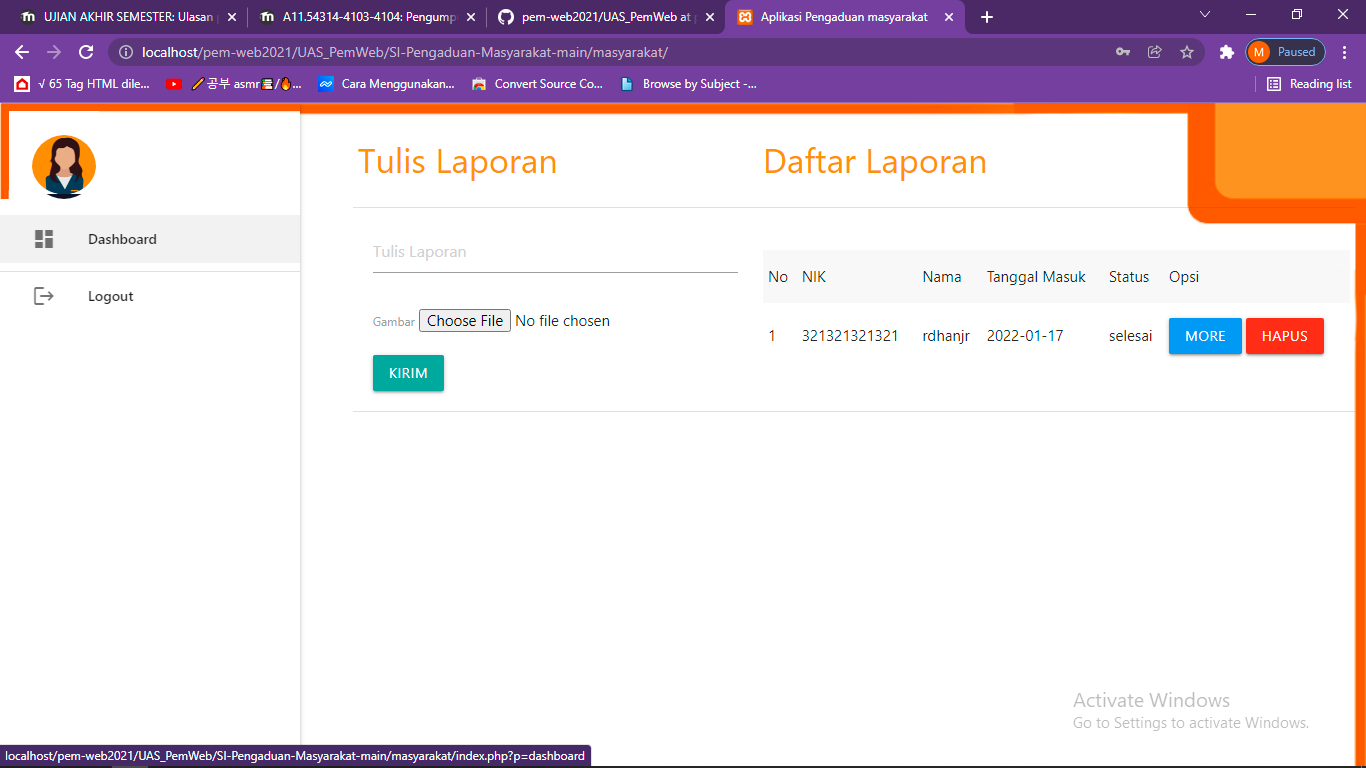 UJIAN AKHIR SEMESTER: Ulasan
A11.54314-4103-4104: Pengump
pem-web2021/UAS_PemWeb at
Aplikasi Pengaduan masyarakat
localhost/pem-web2021/UAS_PemWeb/SI-Pengaduan-Masyarakat-main/masyarakat/
M Paused
√ 65 Tag HTML dile...
공부 asmr
Cara Menggunakan...
Convert Source Co...
Browse by Subject -...
Reading list
Dashboard
Logout
Tulis Laporan
Tulis Laporan
Gambar Choose File No file chosen
KIRIM
Daftar Laporan
No NIK Nama Tanggal Masuk Status Opsi
1 321321321321 rdhanjr 2022-01-17 selesai MORE HAPUS
Activate Windows
Go to Settings to activate Windows.
localhost/pem-web2021/UAS_PemWeb/SI-Pengaduan-Masyarakat-main/masyarakat/index.php?p=dashboard